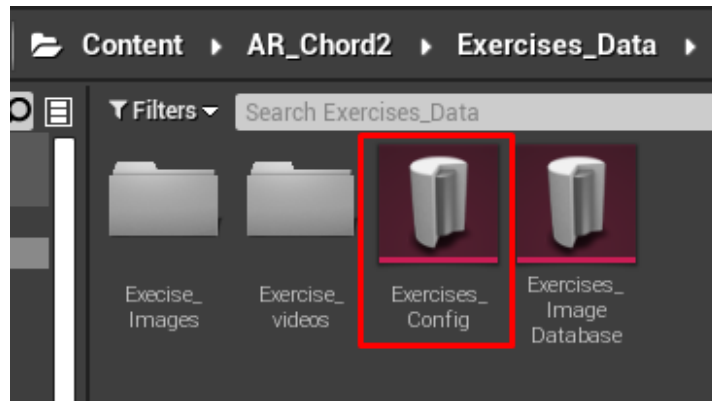 Content AR_Chord2 Exercises_Data
Filters Search Exercises_Data
Execise_
Images
Exercise_
videos
Exercises_
Config
Exercises_
Image
Database